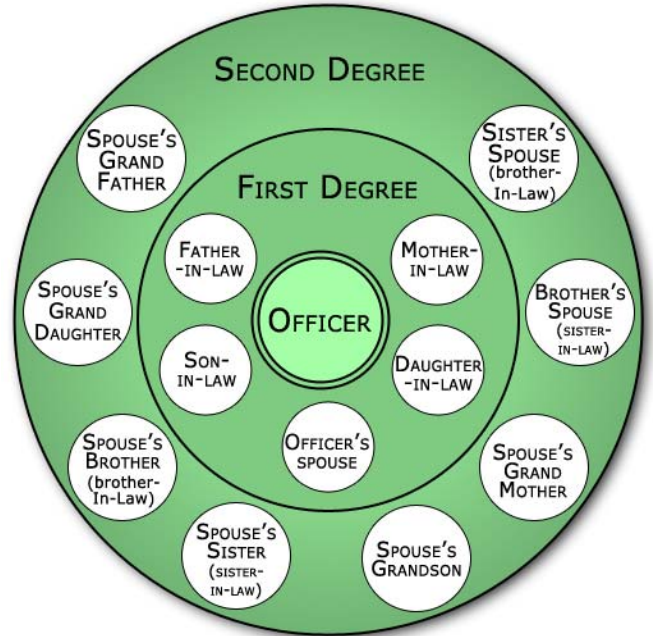 SECOND DEGREE
SPOUSE'S
GRAND
FATHER
SISTER'S
SPOUSE
(brother-
In-Law)
FIRST DEGREE
FATHER
-IN-LAW
MOTHER-
IN-LAW
SPOUSE'S
GRAND
DAUGHTER
OFFICER
BROTHER'S
SPOUSE
(SISTER-
IN-LAW)
SON-
IN-LAW
DAUGHTER
-IN-LAW
SPOUSE'S
BROTHER
(brother-
In-Law)
OFFICER'S
SPOUSE
SPOUSE'S
GRAND
MOTHER
SPOUSE'S
SISTER
(SISTER-
IN-LAW)
SPOUSE'S
GRANDSON